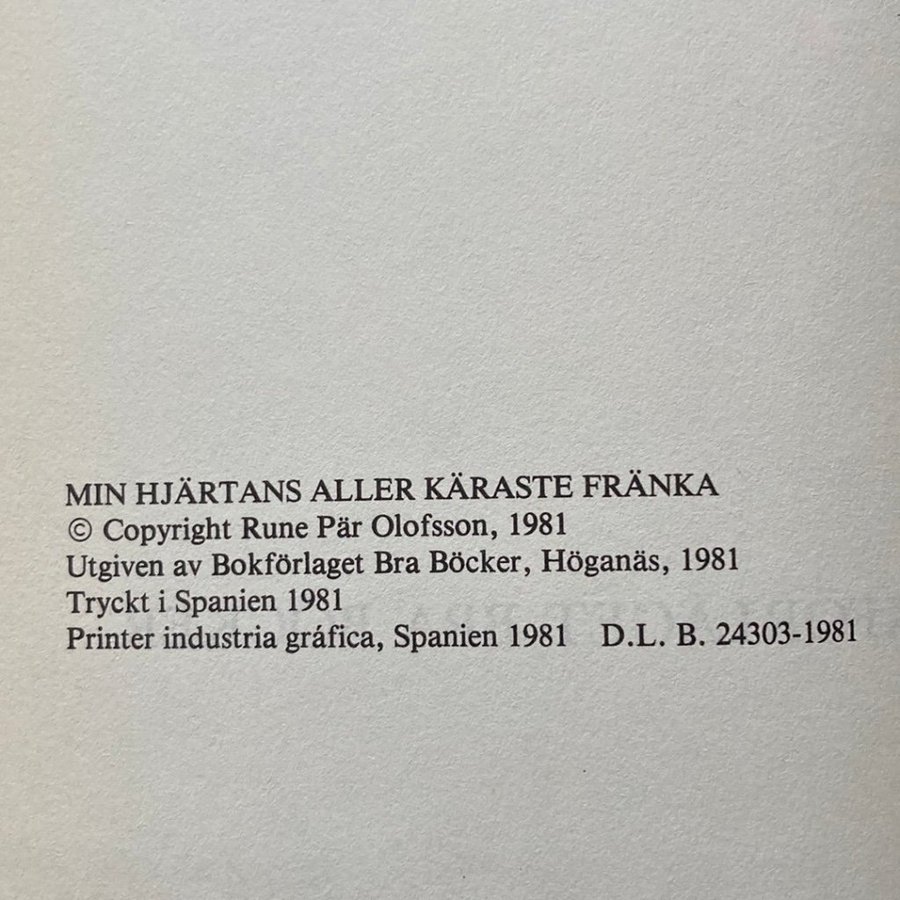 MIN HJÄRTANS ALLER KÄRASTE FRÄNKA
© Copyright Rune Pär Olofsson, 1981
Utgiven av Bokförlaget Bra Böcker, Höganäs, 1981
Tryckt i Spanien 1981
Printer industria gráfica, Spanien 1981 D.L. B. 24303-1981